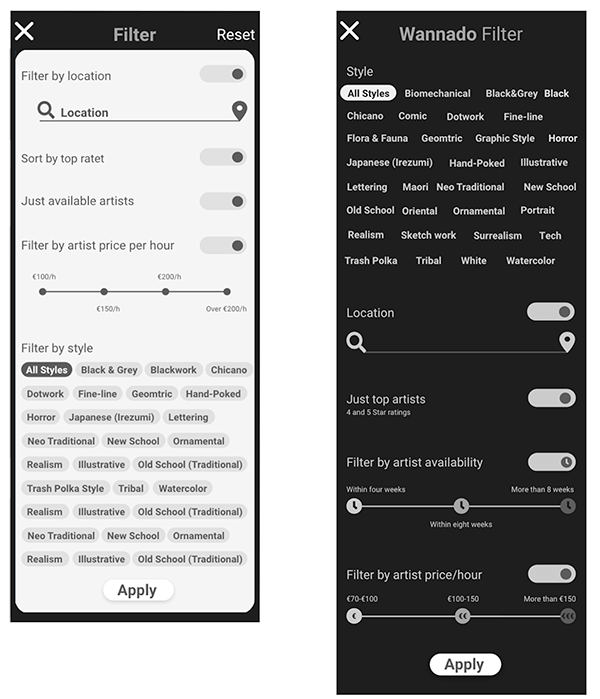 Filter
Reset
Filter by location
Location
Sort by top ratet
Just available artists
Filter by artist price per hour
€100/h €200/h
€150/h Over €200/h
Filter by style
All Styles Black & Grey Blackwork Chicano
Dotwork Fine-line Geomtric Hand-Poked
Horror Japanese (Irezumi) Lettering
Neo Traditional New School Ornamental
Realism Illustrative Old School (Traditional)
Trash Polka Style Tribal Watercolor
Realism Illustrative Old School (Traditional)
Neo Traditional New School Ornamental
Realism Illustrative Old School (Traditional)
Apply
Wannado Filter
Style
All Styles Biomechanical Black&Grey Black
Chicano Comic Dotwork Fine-line
Flora & Fauna Geomtric Graphic Style Horror
Japanese (Irezumi) Hand-Poked Illustrative
Lettering Maori Neo Traditional New School
Old School Oriental Ornamental Portrait
Realism Sketch work Surrealism Tech
Trash Polka Tribal White Watercolor
Location
Just top artists
4 and 5 Star ratings
Filter by artist availability
Within four weeks More than 8 weeks
Within eight weeks
Filter by artist price/hour
€70-€100 €100-150 More than €150
€ €€ €€€
Apply